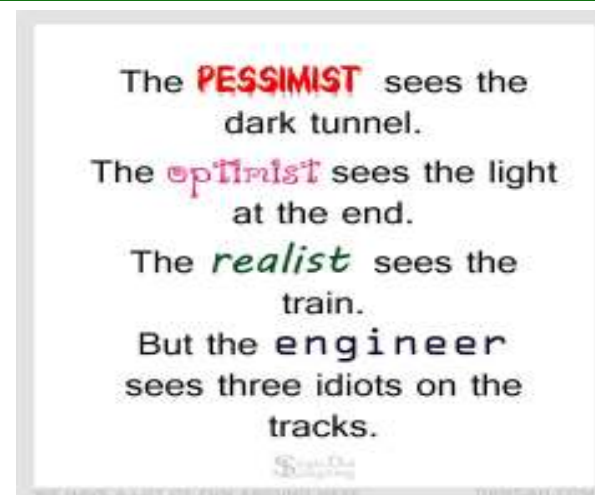 The PESSIMIST sees the
dark tunnel.
The optimist sees the light
at the end.
The realist sees the
train.
But the engineer
sees three idiots on the
tracks.